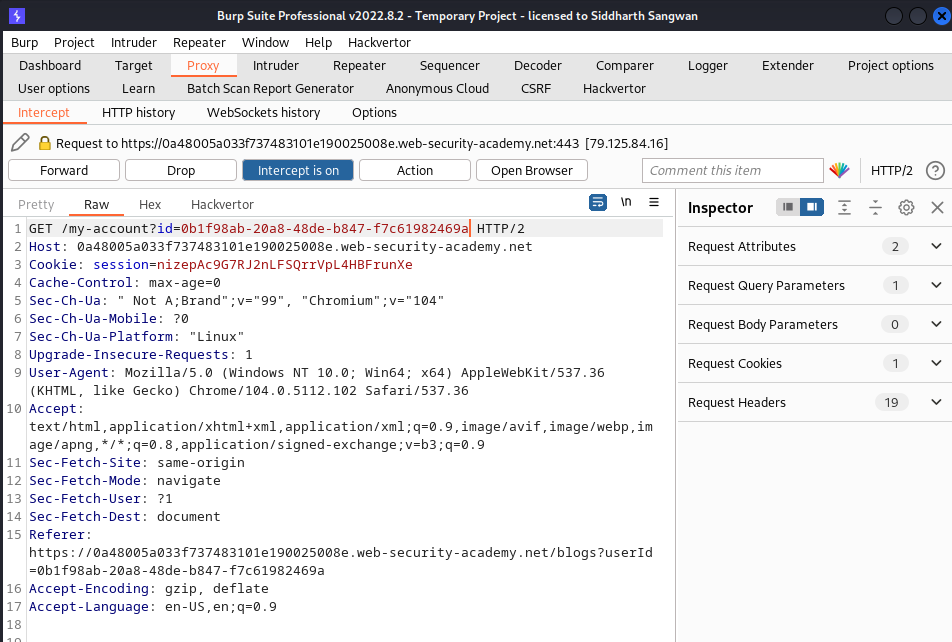 Burp Suite Professional v2022.8.2 - Temporary Project - licensed to Siddharth Sangwan
Burp Project Intruder Repeater Window Help Hackvertor
Dashboard Target Proxy Intruder Repeater Sequencer Decoder Comparer Logger Extender Project options
User options Learn Batch Scan Report Generator Anonymous Cloud CSRF Hackvertor
Intercept HTTP history WebSockets history Options
Request to https://0a48005a033f737483101e190025008e.web-security-academy.net:443 [79.125.84.16]
Forward Drop Intercept is on Action Open Browser Comment this item HTTP/2 ?
Pretty Raw Hex Hackvertor \n
1 GET /my-account?id=0b1f98ab-20a8-48de-b847-f7c61982469a HTTP/2
2 Host: 0a48005a033f737483101e190025008e.web-security-academy.net
3 Cookie: session=nizepAc9G7RJ2nLFSQrrVpL4HBFrunXe
4 Cache-Control: max-age=0
5 Sec-Ch-Ua: " Not A;Brand";v="99", "Chromium";v="104"
6 Sec-Ch-Ua-Mobile: ?0
7 Sec-Ch-Ua-Platform: "Linux"
8 Upgrade-Insecure-Requests: 1
9 User-Agent: Mozilla/5.0 (Windows NT 10.0; Win64; x64) AppleWebKit/537.36
(KHTML, like Gecko) Chrome/104.0.5112.102 Safari/537.36
10 Accept:
text/html,application/xhtml+xml,application/xml;q=0.9,image/avif,image/webp,im
age/apng,*/*;q=0.8,application/signed-exchange;v=b3;q=0.9
11 Sec-Fetch-Site: same-origin
12 Sec-Fetch-Mode: navigate
13 Sec-Fetch-User: ?1
14 Sec-Fetch-Dest: document
15 Referer:
https://0a48005a033f737483101e190025008e.web-security-academy.net/blogs?userId
=0b1f98ab-20a8-48de-b847-f7c61982469a
16 Accept-Encoding: gzip, deflate
17 Accept-Language: en-US,en;q=0.9
18
19
Inspector
Request Attributes 2
Request Query Parameters 1
Request Body Parameters 0
Request Cookies 1
Request Headers 19